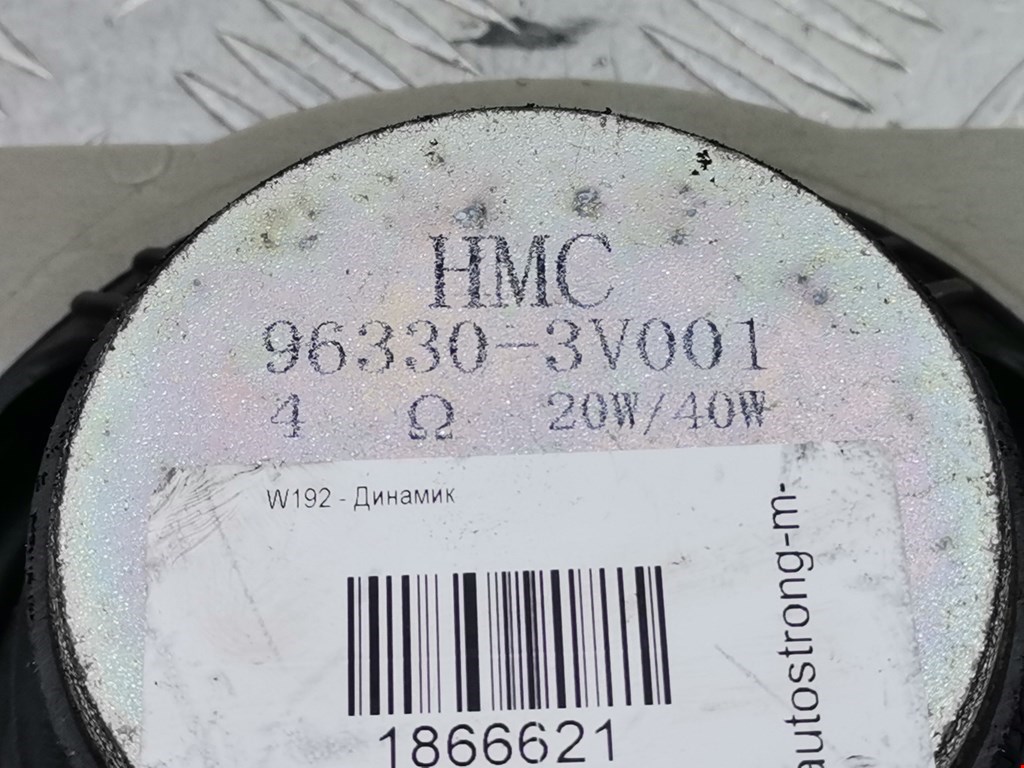 HMC
96330-3V001
4 Ω 20W/40W
W192 - Динамик
1866621
autostrong-m.